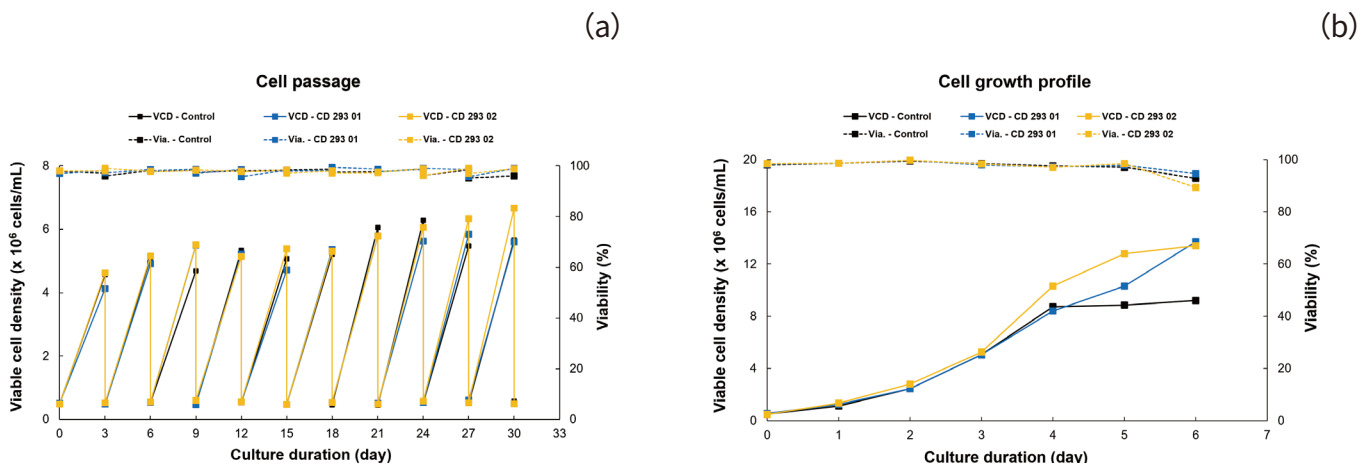 (a)
Cell passage
VCD - Control VCD - CD 293 01 VCD - CD 293 02
Via. - Control Via. - CD 293 01 Via. - CD 293 02
Viable cell density (x 10⁶ cells/mL)
8
6
4
2
0
100
80
60
40
20
0
Viability (%)
0 3 6 9 12 15 18 21 24 27 30 33
Culture duration (day)
(b)
Cell growth profile
VCD - Control VCD - CD 293 01 VCD - CD 293 02
Via. - Control Via. - CD 293 01 Via. - CD 293 02
Viable cell density (x 10⁶ cells/mL)
20
16
12
8
4
0
100
80
60
40
20
0
Viability (%)
0 1 2 3 4 5 6 7
Culture duration (day)